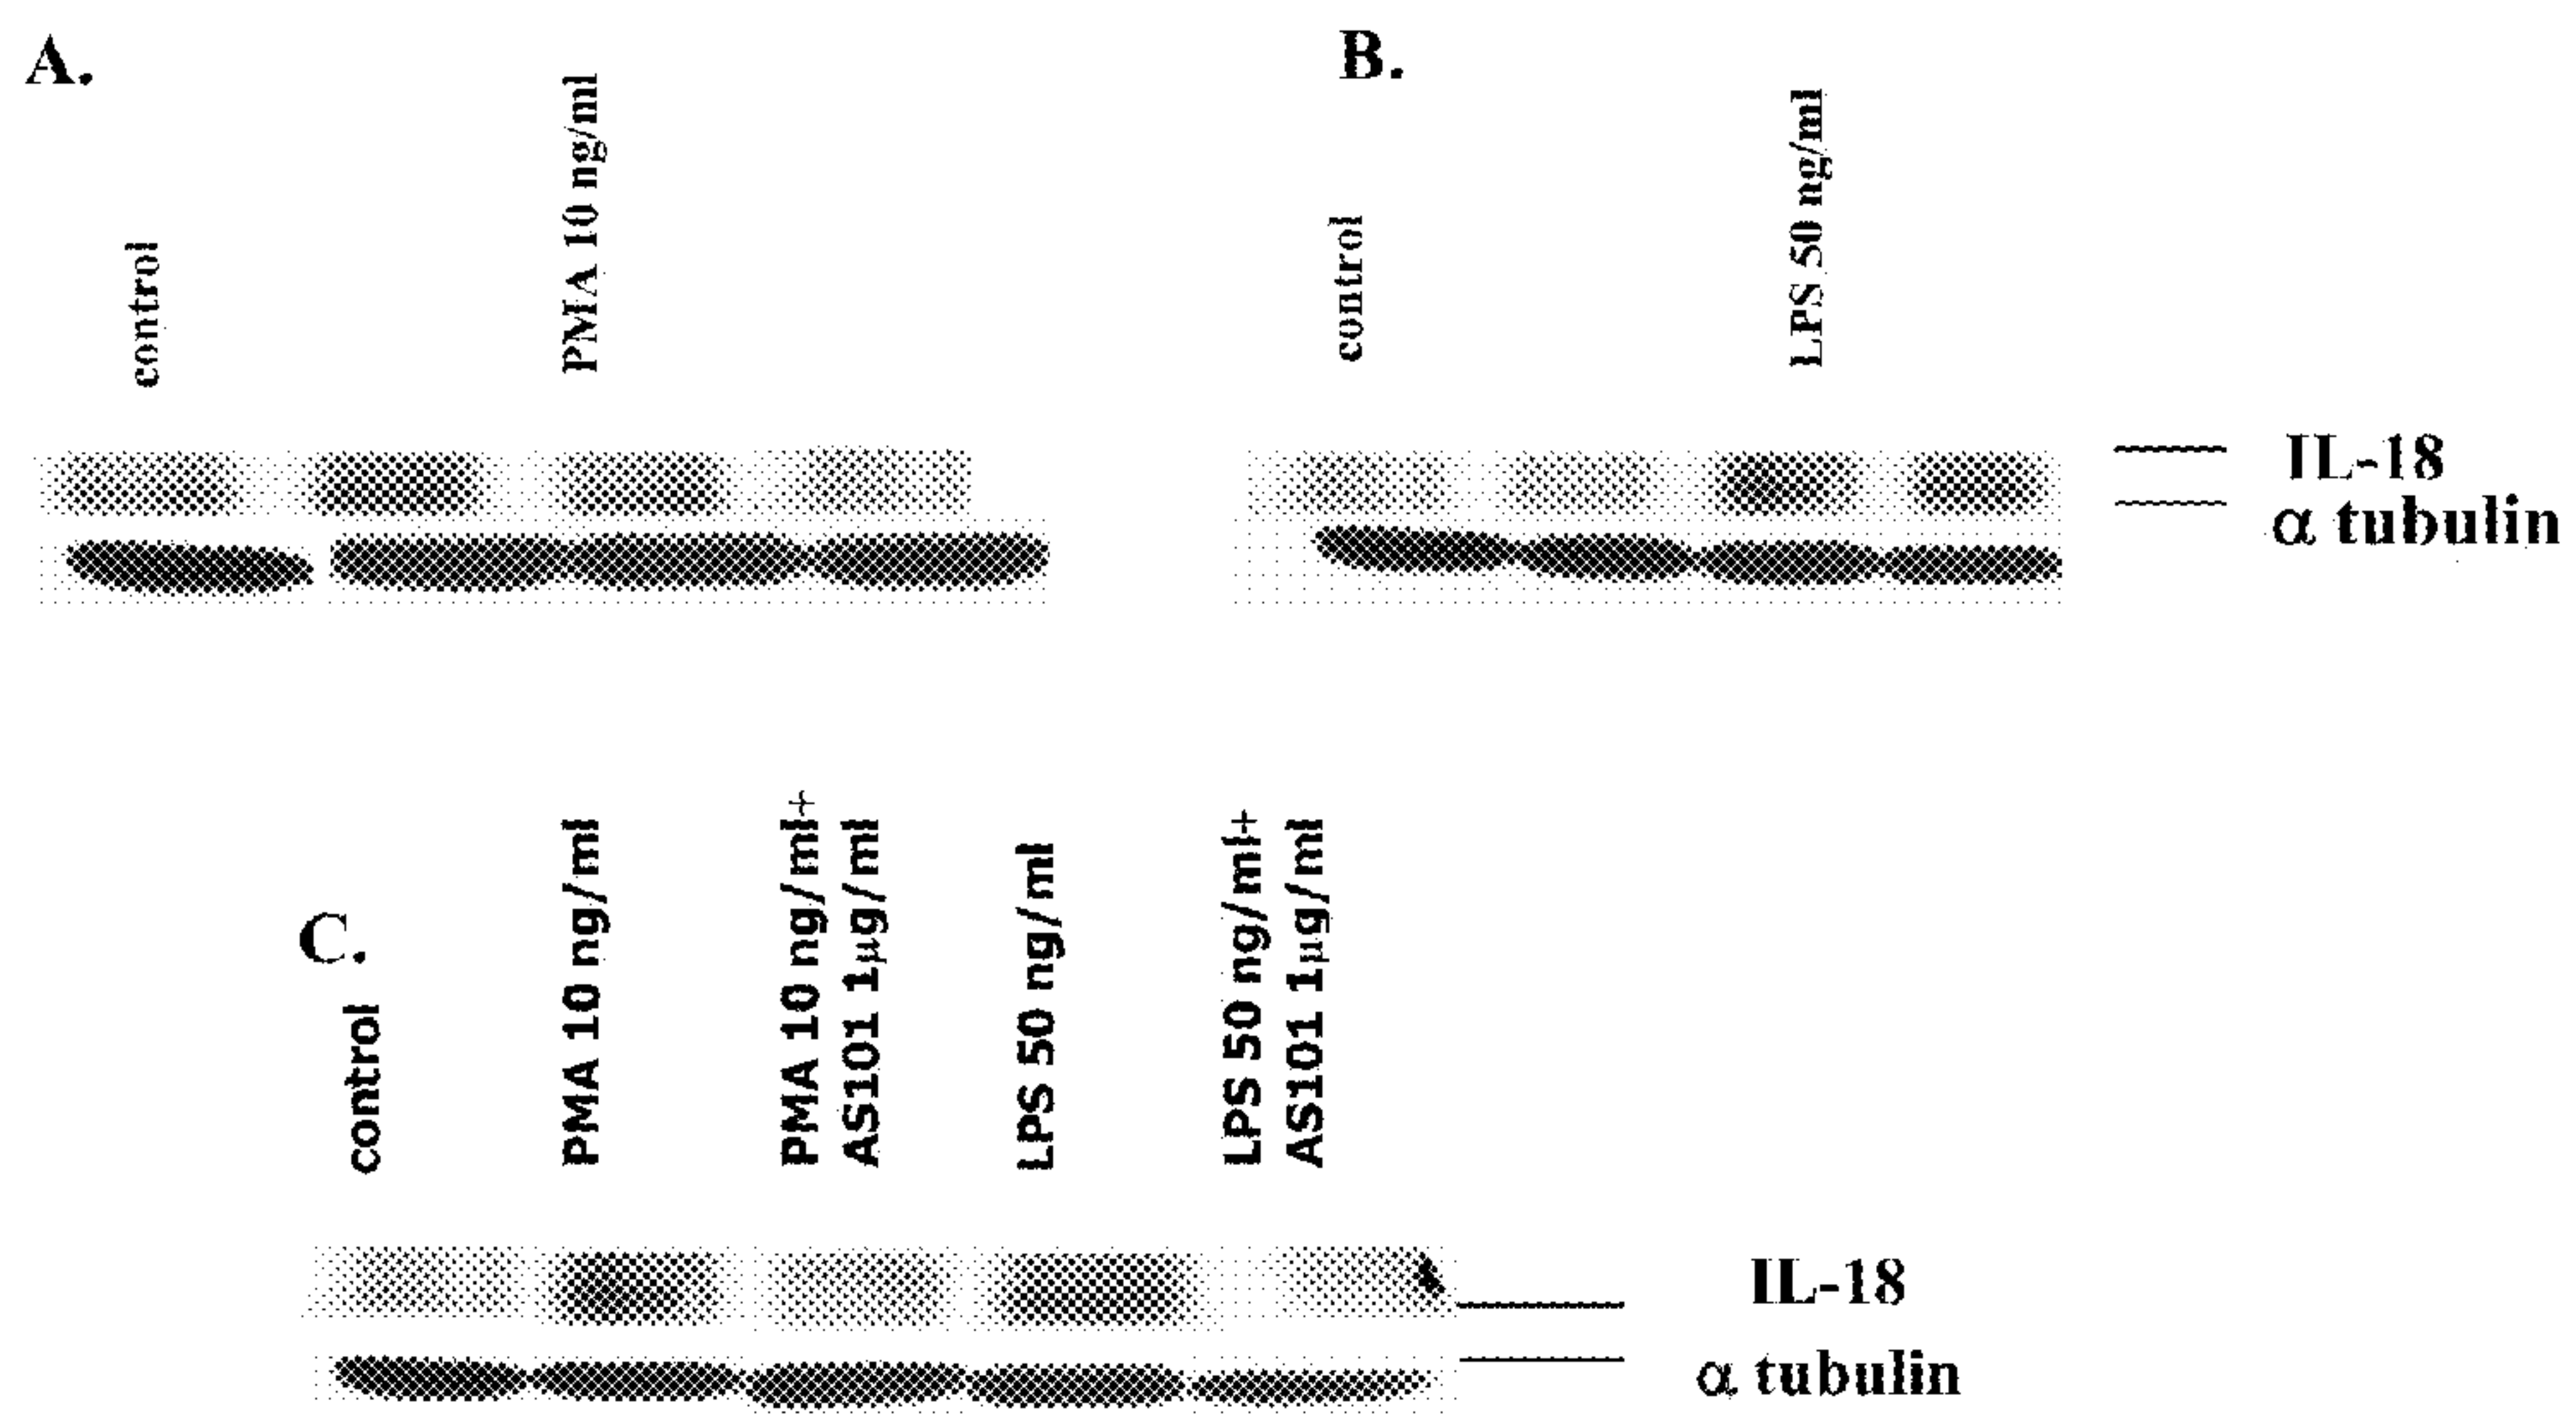 A.
control
PMA 10 ng/ml
B.
control
LPS 50 ng/ml
IL-18
α tubulin
C.
control
PMA 10 ng/ml
PMA 10 ng/ml+
AS101 1μg/ml
LPS 50 ng/ml
LPS 50 ng/ml+
AS101 1μg/ml
IL-18
α tubulin